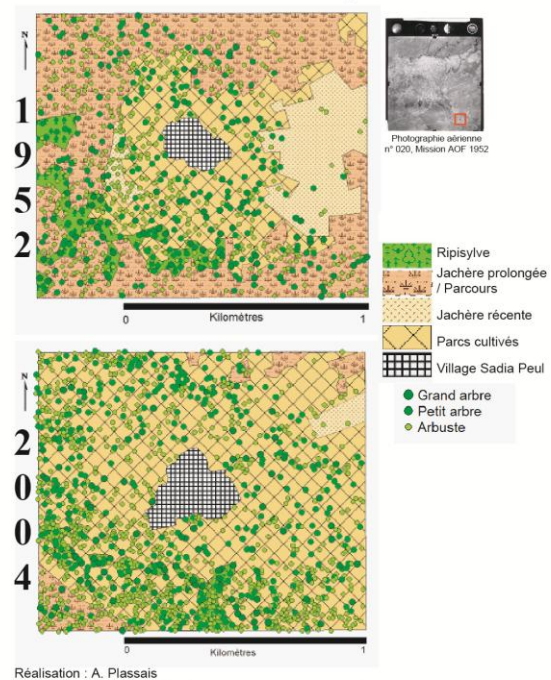 N
1
9
5
2
0
Kilomètres
1
Photographie aérienne
n° 020, Mission AOF 1952
Ripisylve
Jachère prolongée
/ Parcours
Jachère récente
Parcs cultivés
Village Sadia Peul
Grand arbre
Petit arbre
Arbuste
N
2
0
0
4
0
Kilomètres
1
Réalisation : A. Plassais